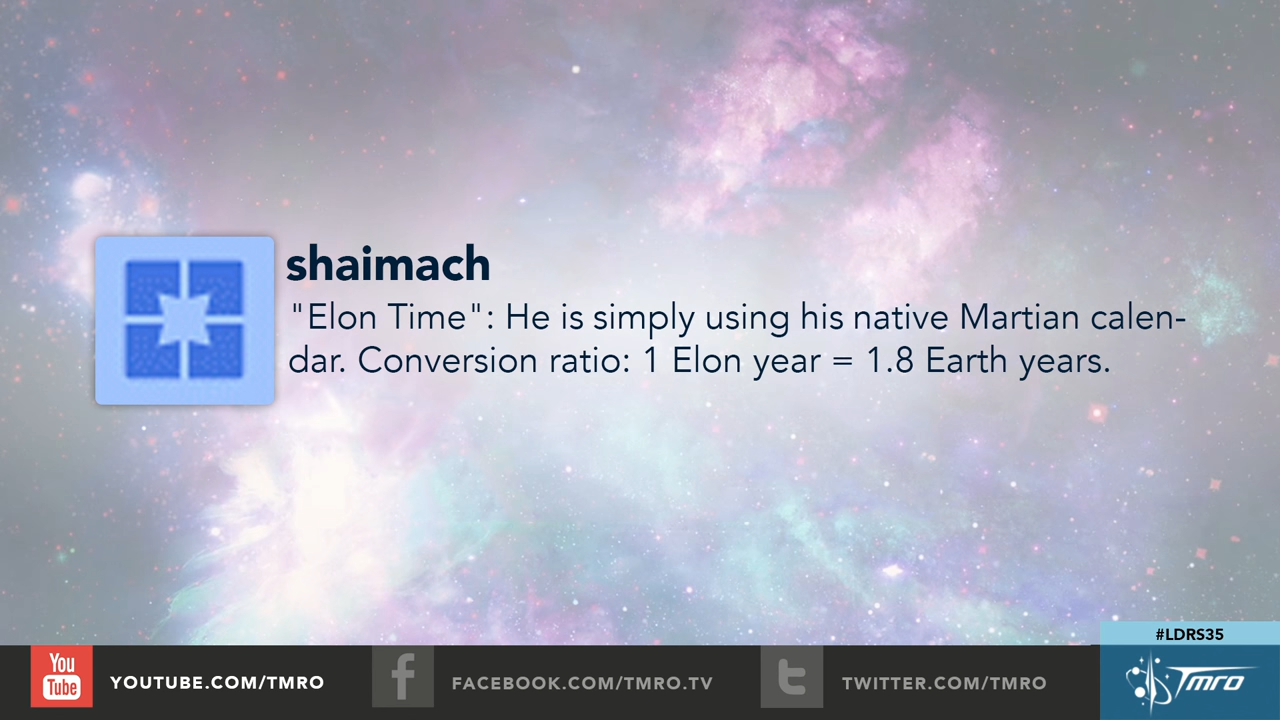 shaimach
"Elon Time": He is simply using his native Martian calen-
dar. Conversion ratio: 1 Elon year = 1.8 Earth years.
#LDRS35
You
Tube
YOUTUBE.COM/TMRO
f
FACEBOOK.COM/TMRO.TV
t
TWITTER.COM/TMRO
Tmro